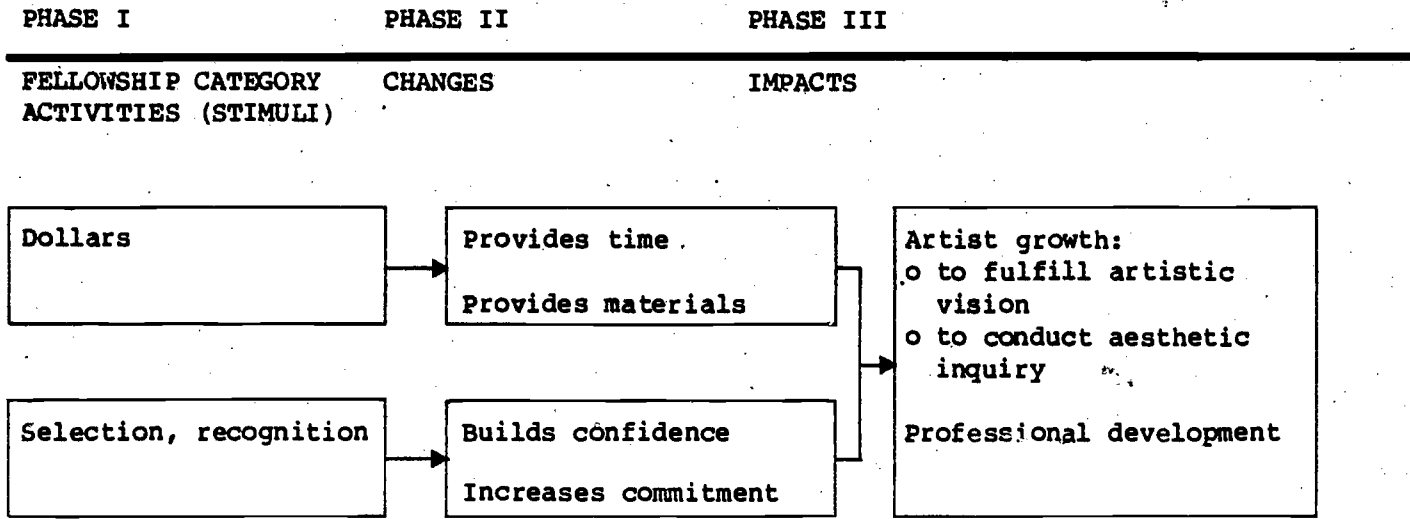 PHASE I PHASE II PHASE III
FELLOWSHIP CATEGORY CHANGES IMPACTS
ACTIVITIES (STIMULI)
Dollars
Provides time
Provides materials
Artist growth:
o to fulfill artistic
vision
o to conduct aesthetic
inquiry
Professional development
Selection, recognition
Builds confidence
Increases commitment